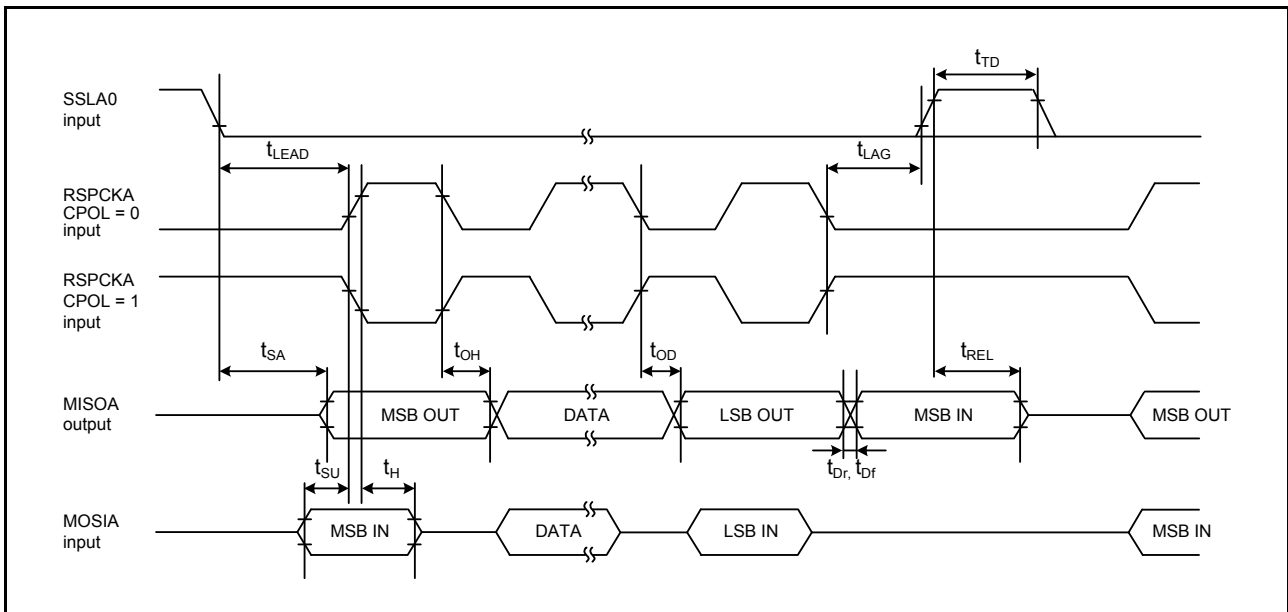 SSLA0
input
tTD
tLEAD
tLAG
RSPCKA
CPOL = 0
input
RSPCKA
CPOL = 1
input
tSA
tOH
tOD
tREL
MISOA
output
MSB OUT
DATA
LSB OUT
MSB IN
MSB OUT
tSU
tH
tDr, tDf
MOSIA
input
MSB IN
DATA
LSB IN
MSB IN